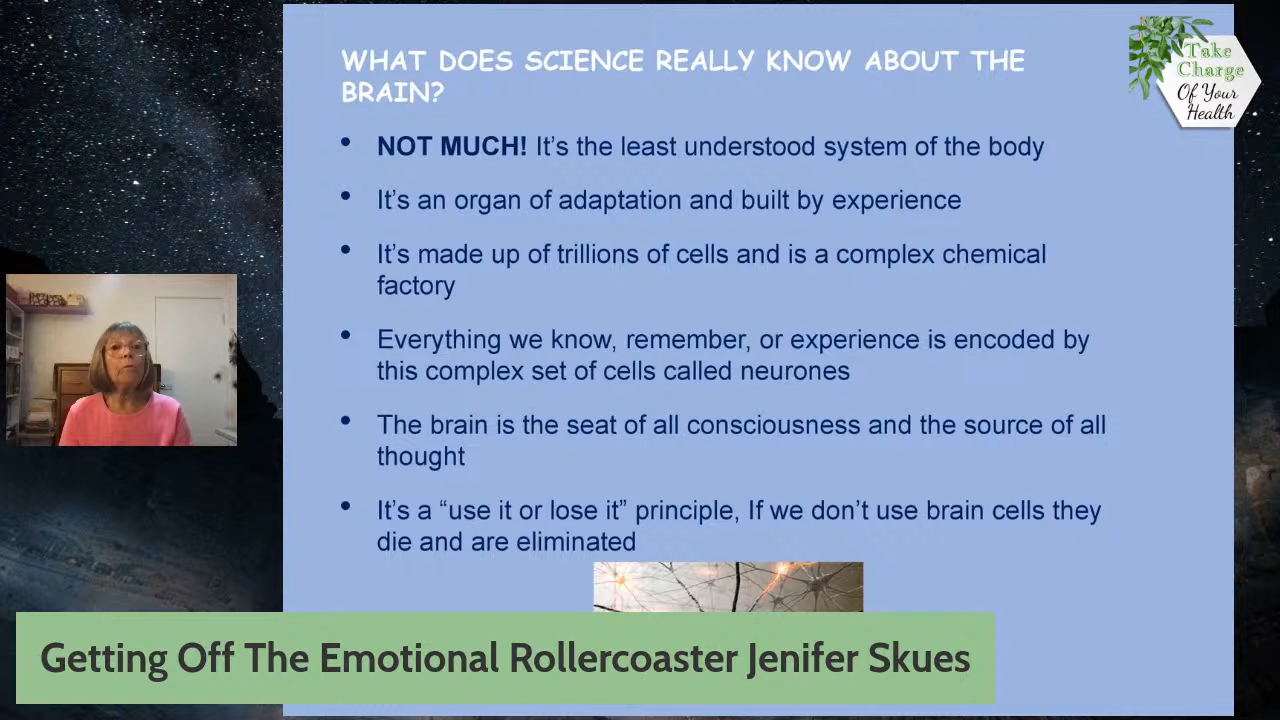 WHAT DOES SCIENCE REALLY KNOW ABOUT THE
BRAIN?
Take
Charge
Of Your
Health
• NOT MUCH! It's the least understood system of the body
• It's an organ of adaptation and built by experience
• It's made up of trillions of cells and is a complex chemical
factory
• Everything we know, remember, or experience is encoded by
this complex set of cells called neurones
• The brain is the seat of all consciousness and the source of all
thought
• It's a “use it or lose it” principle, If we don't use brain cells they
die and are eliminated
Getting Off The Emotional Rollercoaster Jenifer Skues